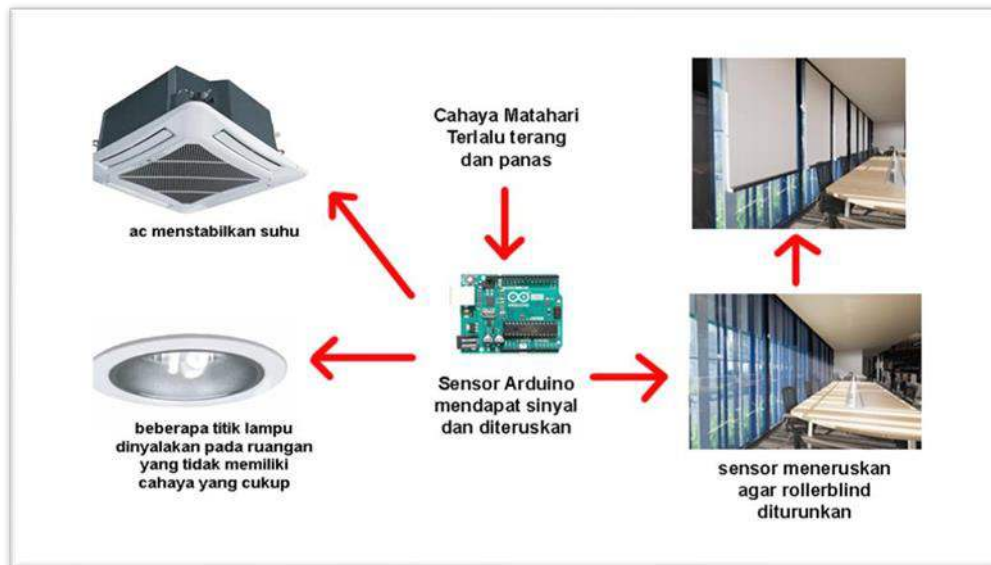 Cahaya Matahari
Terlalu terang
dan panas
ac menstabilkan suhu
Sensor Arduino
mendapat sinyal
dan diteruskan
beberapa titik lampu
dinyalakan pada ruangan
yang tidak memiliki
cahaya yang cukup
sensor meneruskan
agar rollerblind
diturunkan